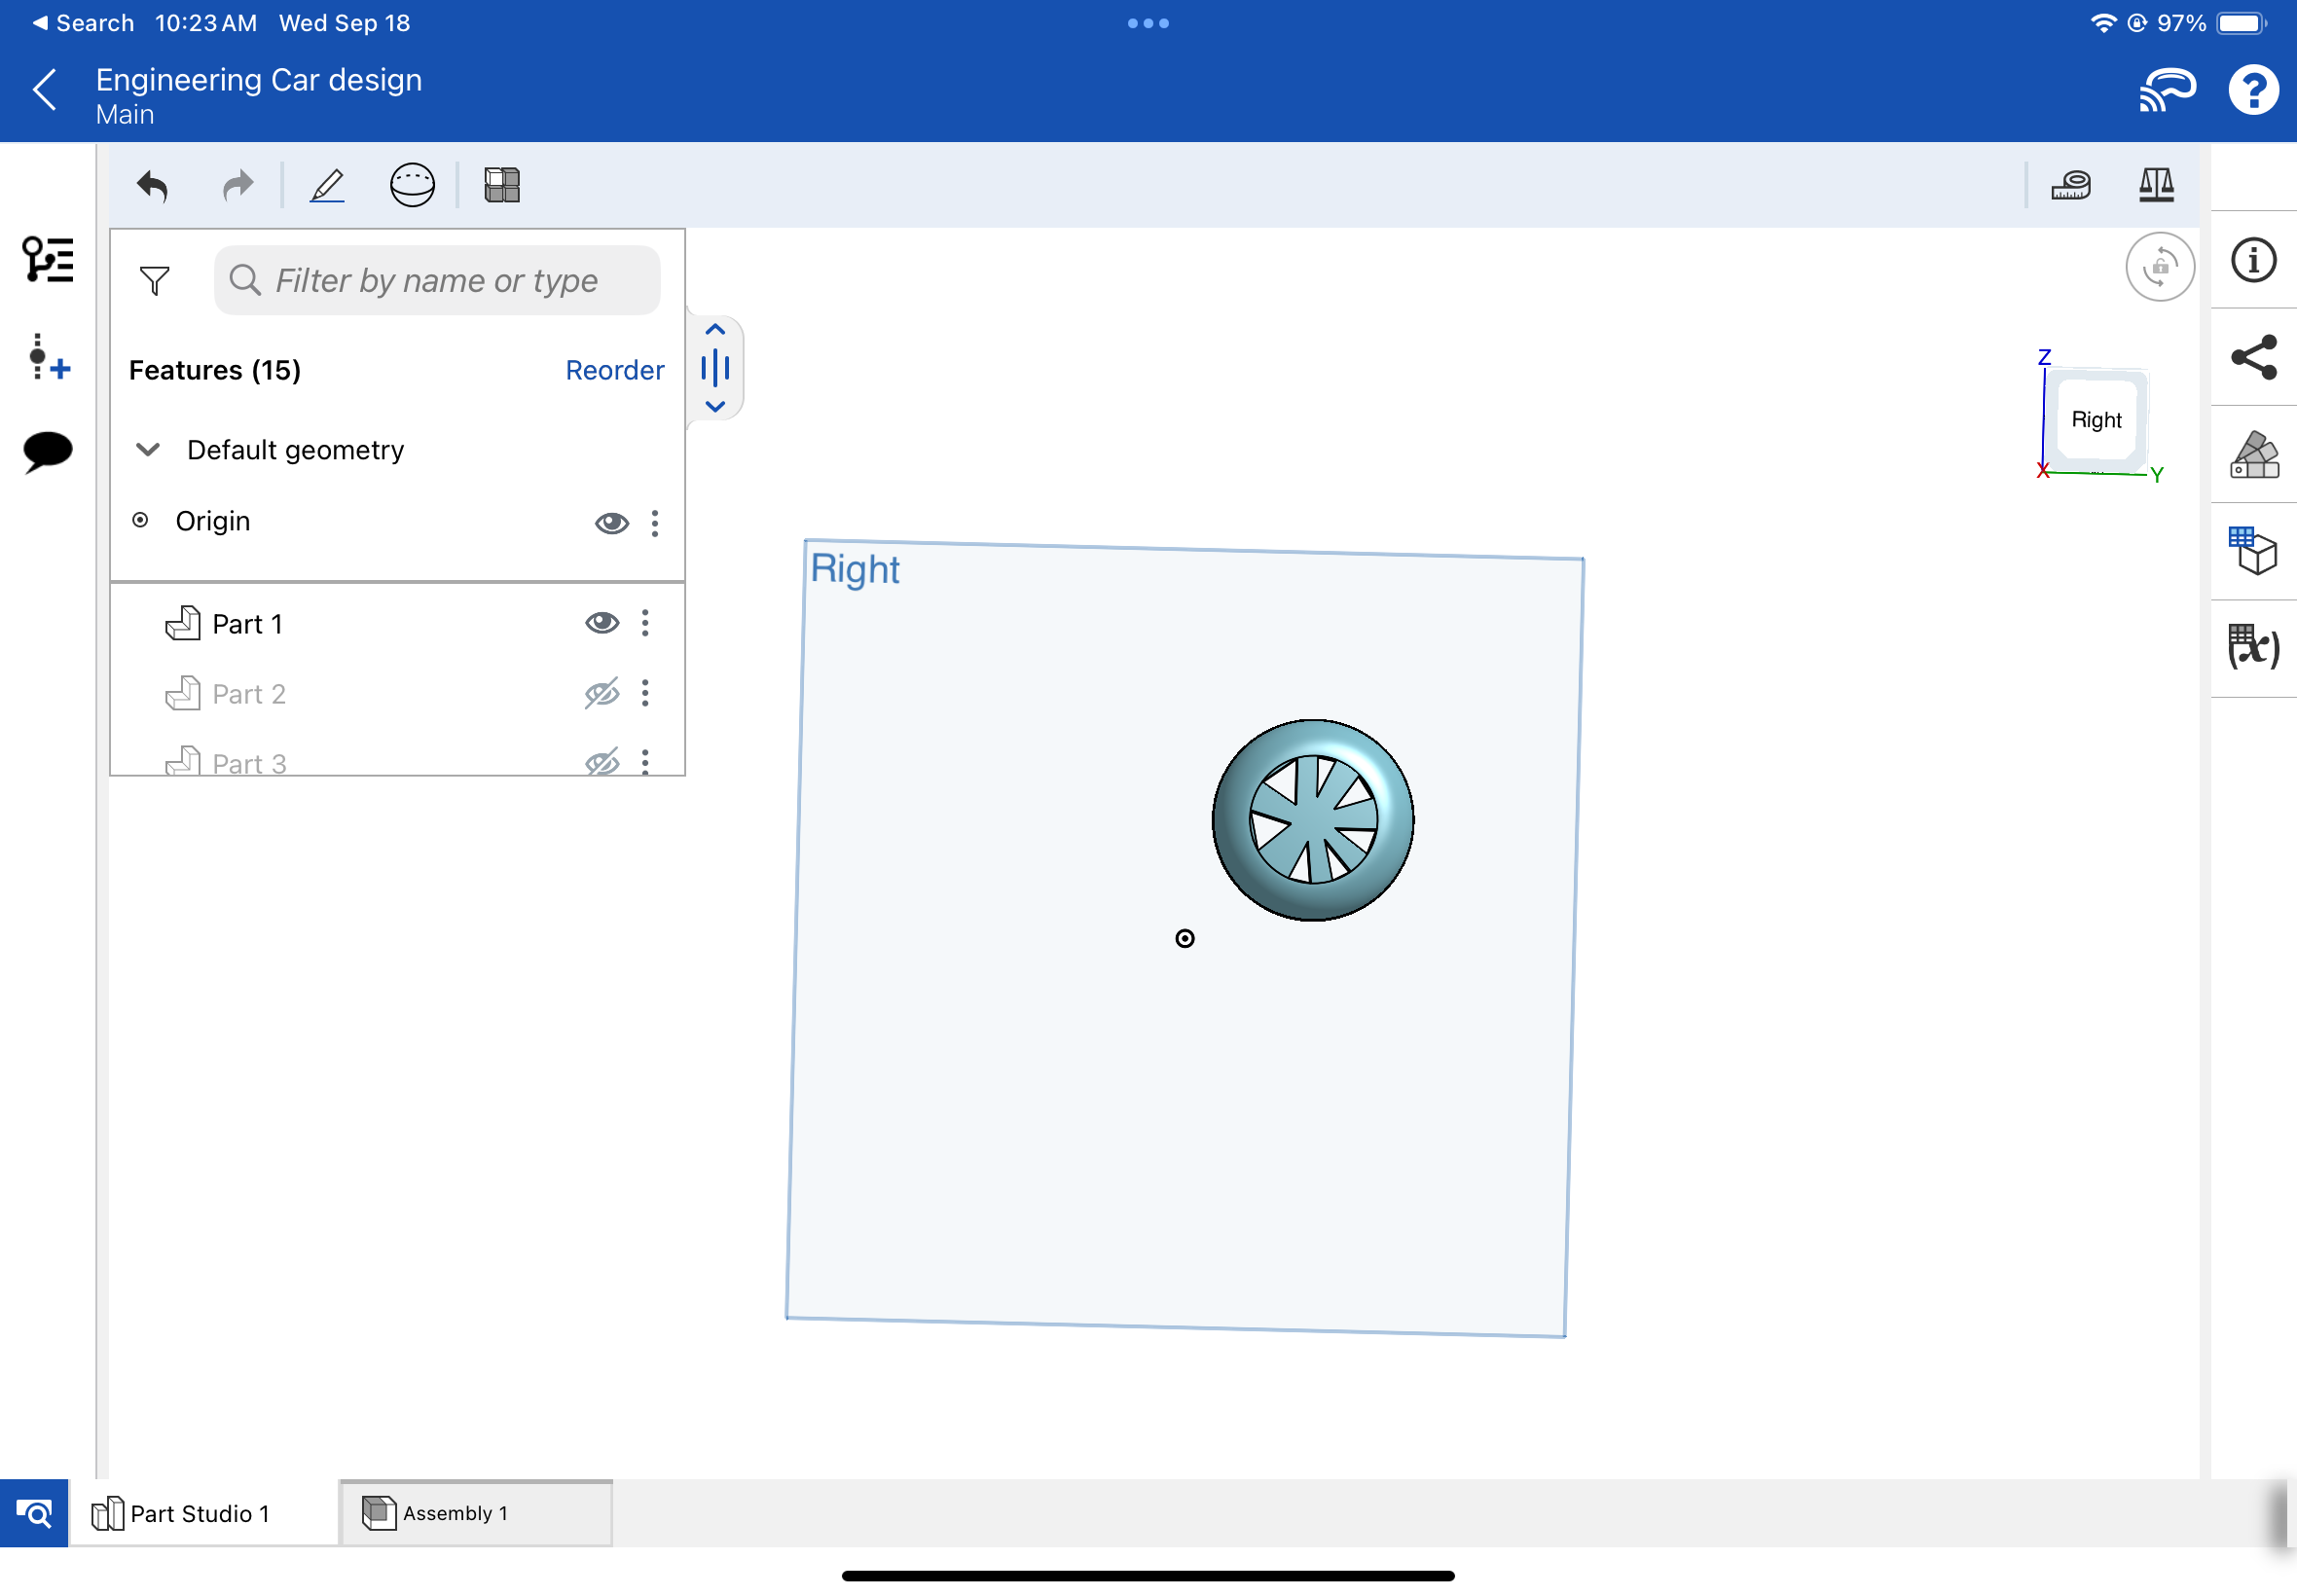 Search 10:23 AM Wed Sep 18
97%
Engineering Car design
Main
Filter by name or type
Features (15)
Reorder
Default geometry
Origin
Part 1
Part 2
Part 3
Z
Right
X
Y
Right
(x)
Part Studio 1
Assembly 1